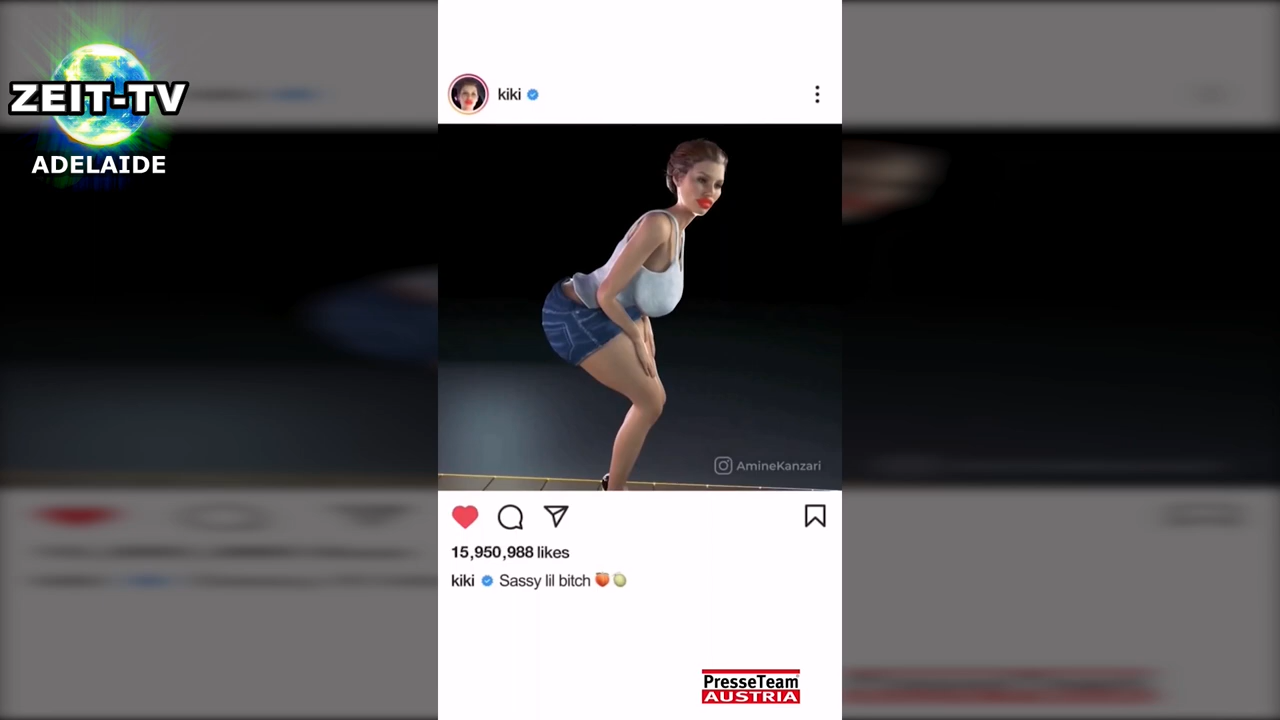 ZEIT-TV
ADELAIDE
kiki
AmineKanzari
15,950,988 likes
kiki Sassy lil bitch 🍑🍈
PresseTeam
AUSTRIA